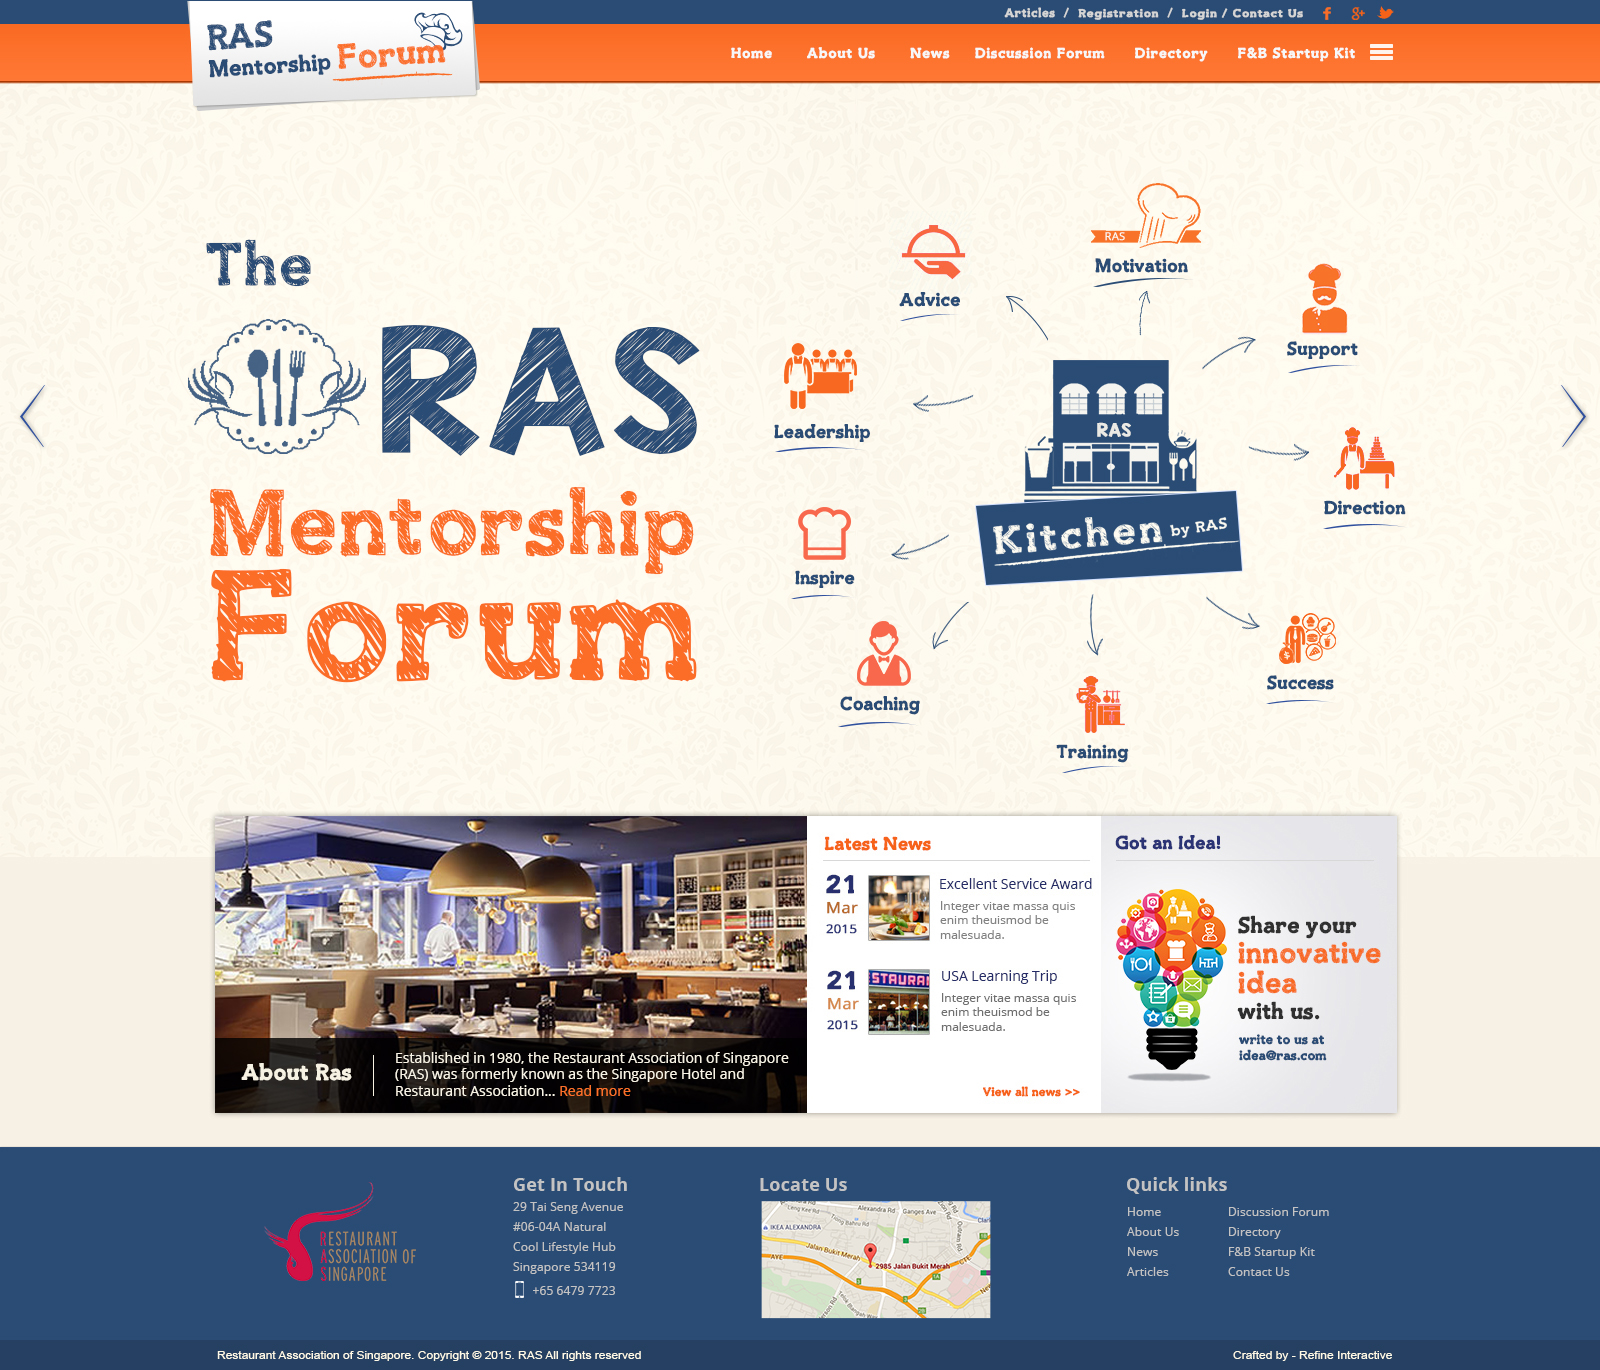 Articles / Registration / Login / Contact Us
RAS
Mentorship Forum
Home About Us News Discussion Forum Directory F&B Startup Kit
The
RAS
Mentorship
Forum
RAS
Motivation
Advice
Support
Leadership
RAS
Direction
Kitchen by RAS
Inspire
Coaching
Success
Training
About Ras
Established in 1980, the Restaurant Association of Singapore
(RAS) was formerly known as the Singapore Hotel and
Restaurant Association... Read more
Latest News
21
Mar
2015
Excellent Service Award
Integer vitae massa quis
enim theuismod be
malesuada.
21
Mar
2015
STAURA
USA Learning Trip
Integer vitae massa quis
enim theuismod be
malesuada.
View all news >>
Got an Idea!
Share your
innovative
idea
with us.
write to us at
idea@ras.com
RESTAURANT
ASSOCIATION OF
SINGAPORE
Get In Touch
29 Tai Seng Avenue
#06-04A Natural
Cool Lifestyle Hub
Singapore 534119
+65 6479 7723
Locate Us
Alexandra Rd
Ganges Ave
IKEA ALEXANDRA
Jalan Bukit Merah
AYE
CTE
2985 Jalan Bukit Merah
Quick links
Home Discussion Forum
About Us Directory
News F&B Startup Kit
Articles Contact Us
Restaurant Association of Singapore. Copyright © 2015. RAS All rights reserved
Crafted by - Refine Interactive